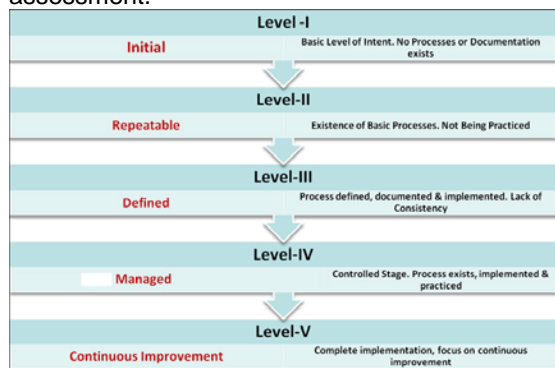 assessment.
Level -I
Initial
Basic Level of Intent. No Processes or Documentation
exists
Level-II
Repeatable
Existence of Basic Processes. Not Being Practiced
Level-III
Defined
Process defined, documented & implemented. Lack of
Consistency
Level-IV
Managed
Controlled Stage. Process exists, implemented &
practiced
Level-V
Continuous Improvement
Complete implementation, focus on continuous
improvement